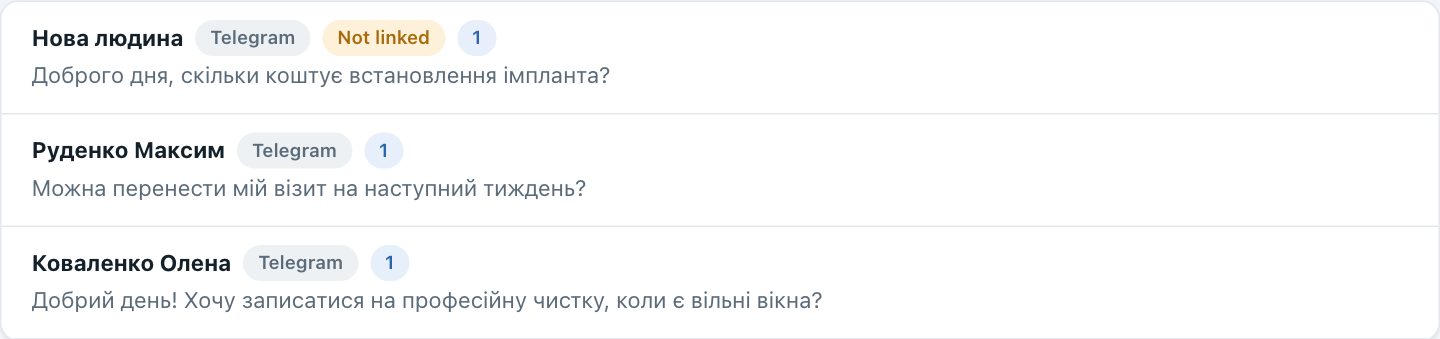 Нова людина Telegram Not linked 1
Доброго дня, скільки коштує встановлення імпланта?
Руденко Максим Telegram 1
Можна перенести мій візит на наступний тиждень?
Коваленко Олена Telegram 1
Добрий день! Хочу записатися на професійну чистку, коли є вільні вікна?